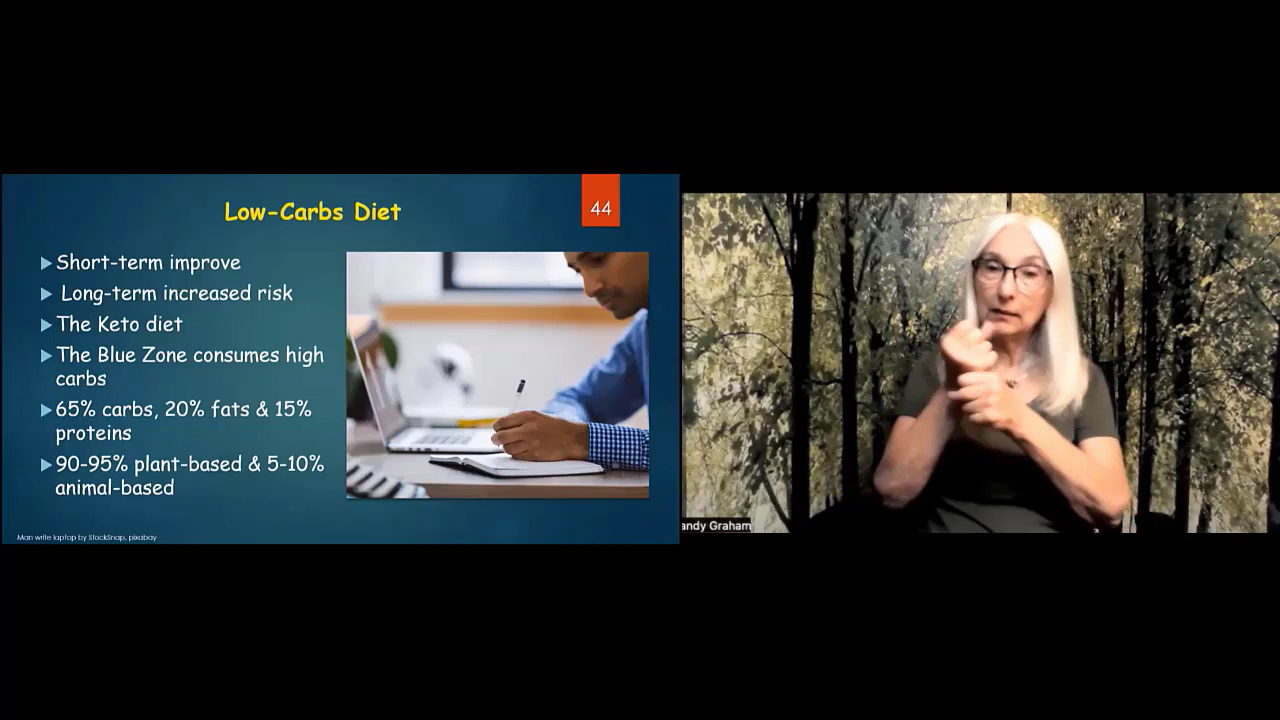 Low-Carbs Diet
44
Short-term improve
Long-term increased risk
The Keto diet
The Blue Zone consumes high
carbs
65% carbs, 20% fats & 15%
proteins
90-95% plant-based & 5-10%
animal-based
Man write laptop by StockSnap, pixabay
andy Graham